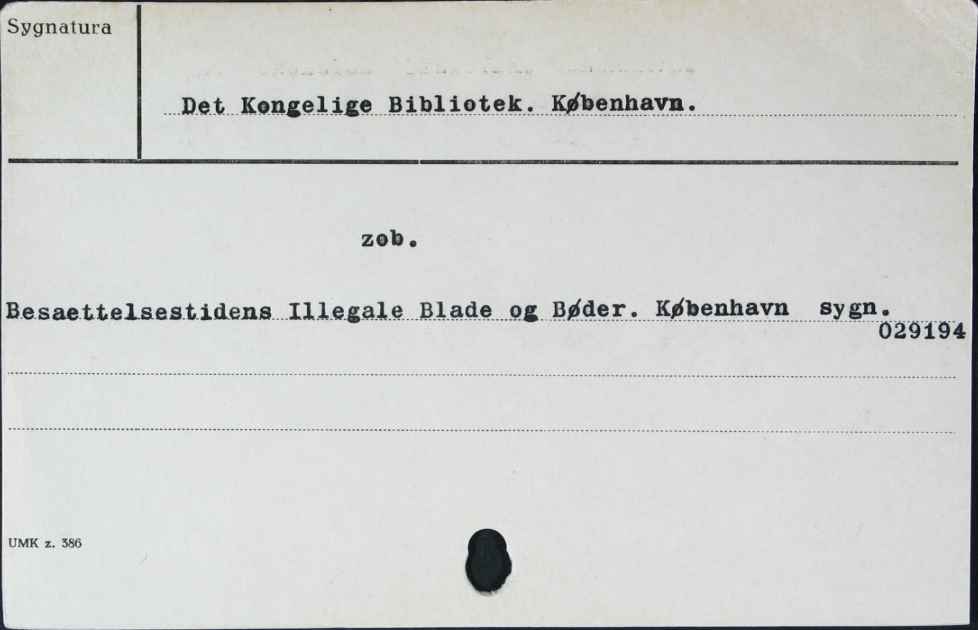 Sygnatura
Det Kongelige Bibliotek. København.
zob.
Besaettelsestidens Illegale Blade og Bøder. København sygn.
029194
UMK z. 386